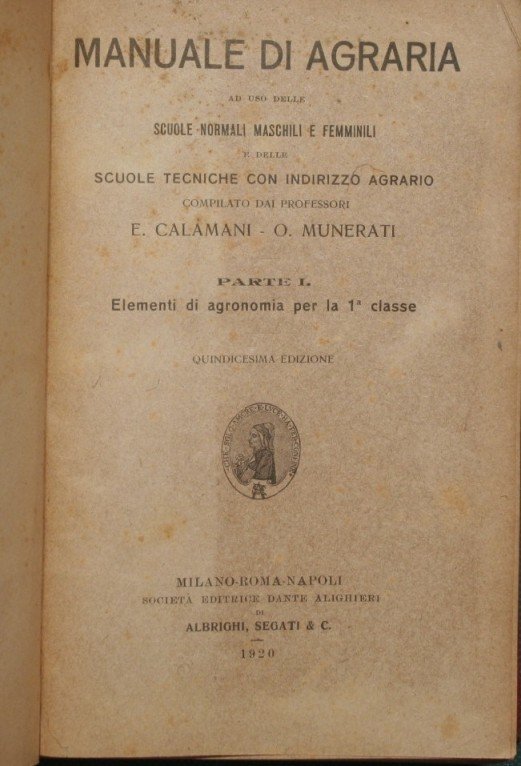 MANUALE DI AGRARIA
AD USO DELLE
SCUOLE NORMALI MASCHILI E FEMMINILI
E DELLE
SCUOLE TECNICHE CON INDIRIZZO AGRARIO
COMPILATO DAI PROFESSORI
E. CALAMANI - O. MUNERATI
PARTE I.
Elementi di agronomia per la 1ª classe
QUINDICESIMA EDIZIONE
MILANO-ROMA-NAPOLI
SOCIETÀ EDITRICE DANTE ALIGHIERI
DI
ALBRIGHI, SEGATI & C.
1920